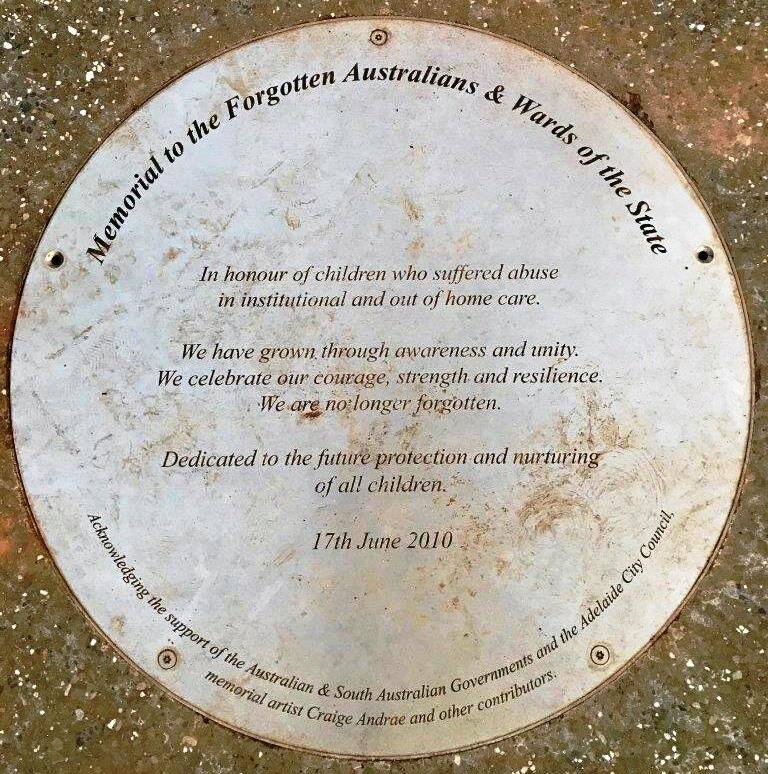 Memorial to the Forgotten Australians & Wards of the State
In honour of children who suffered abuse
in institutional and out of home care.
We have grown through awareness and unity.
We celebrate our courage, strength and resilience.
We are no longer forgotten.
Dedicated to the future protection and nurturing
of all children.
17th June 2010
Acknowledging the support of the Australian & South Australian Governments and the Adelaide City Council,
memorial artist Craige Andrae and other contributors.